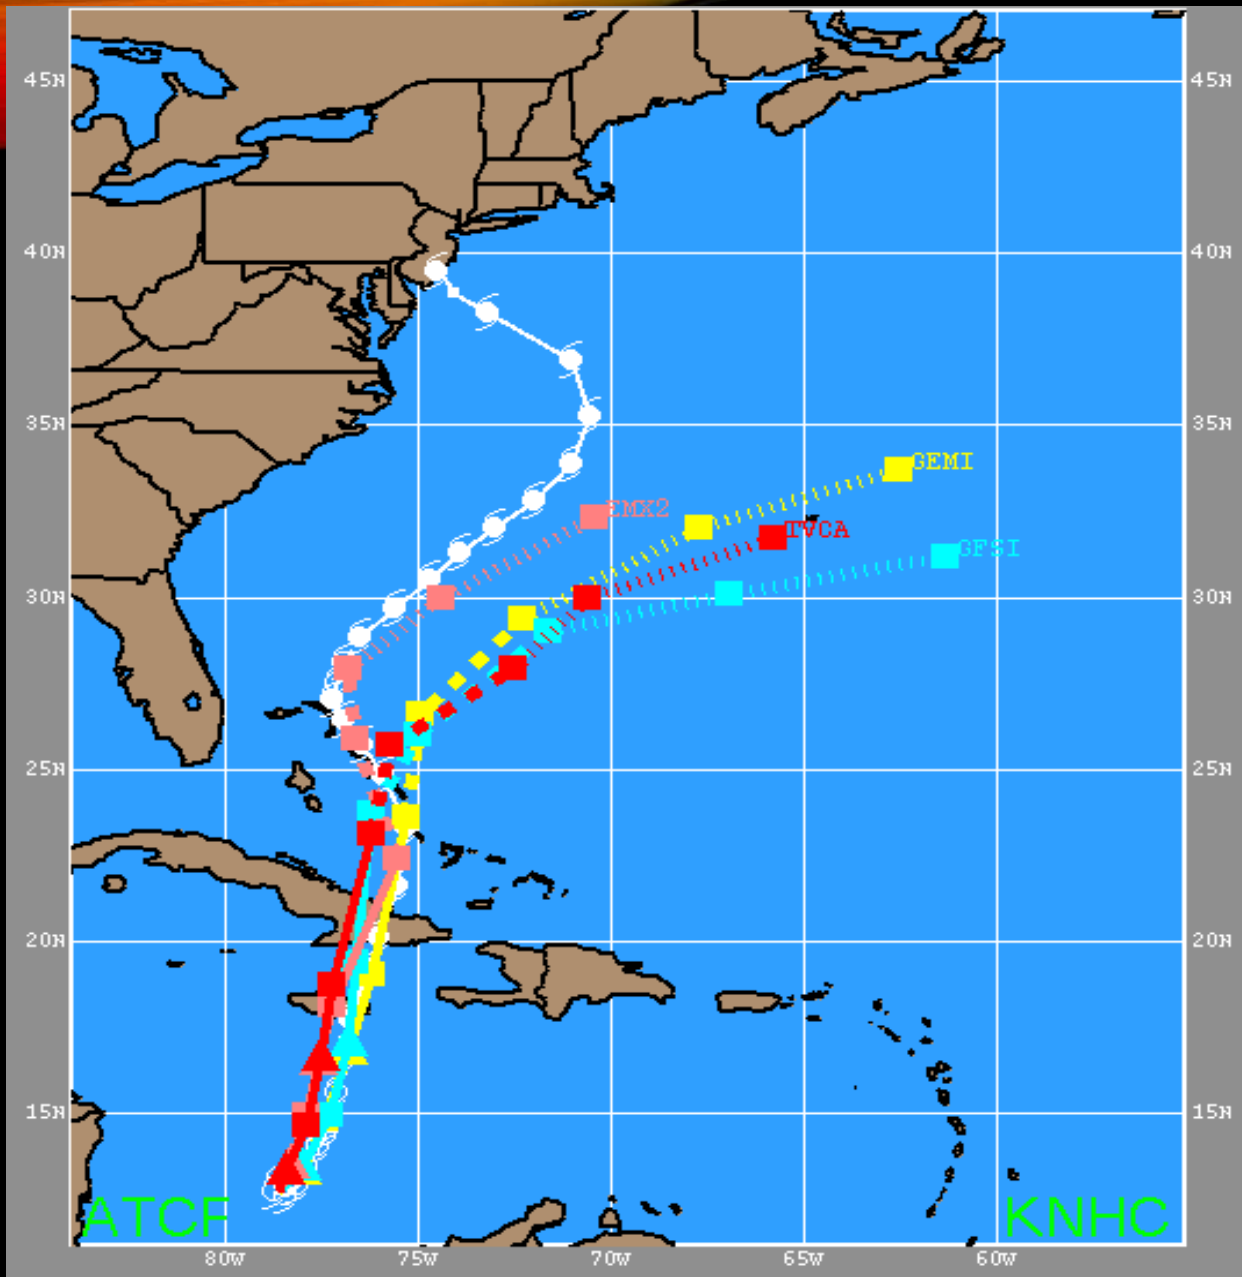 45N 45N
40N 40N
35N 35N
GEMI
EMX2
TVCA
GFSI
30N 30N
25N 25N
20N 20N
15N 15N
ATCF KNHC
80W 75W 70W 65W 60W